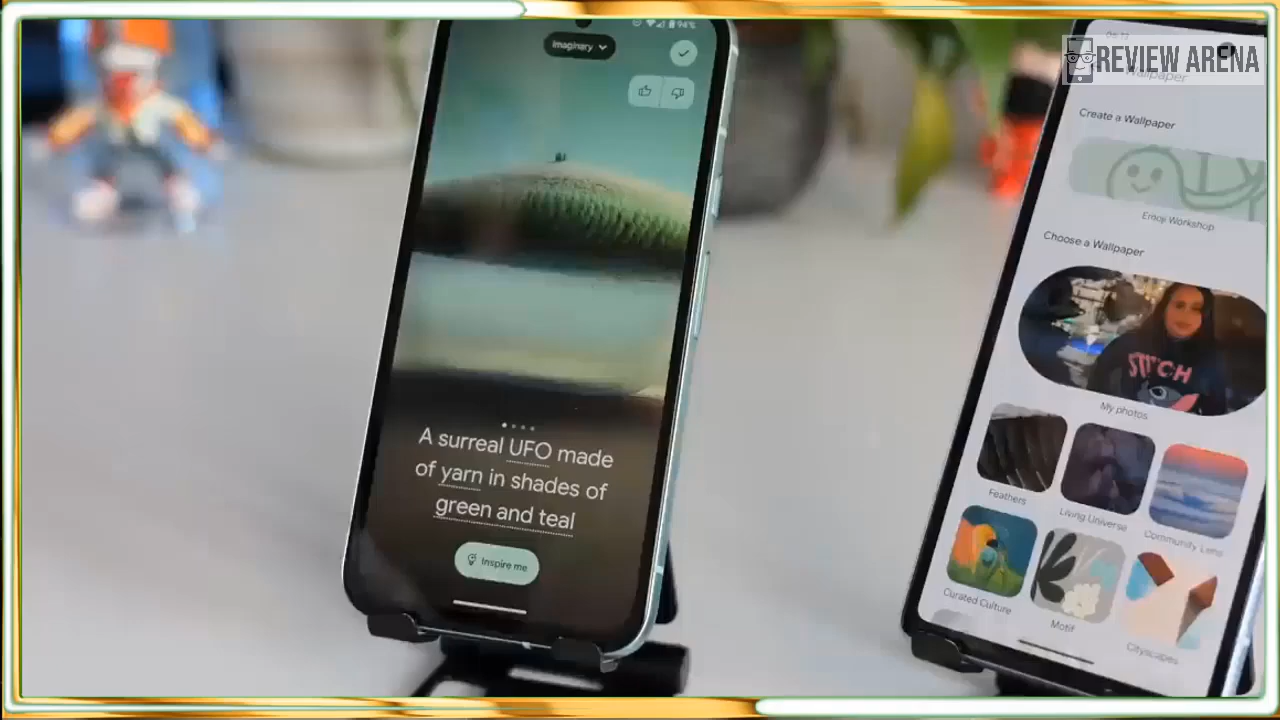 94%
Imaginary
A surreal UFO made
of yarn in shades of
green and teal
Inspire me
REVIEW ARENA
Wallpaper
Create a Wallpaper
Emoji Workshop
Choose a Wallpaper
STITCH
My photos
Feathers
Living Universe
Community Lens
Curated Culture
Motif
Cityscapes